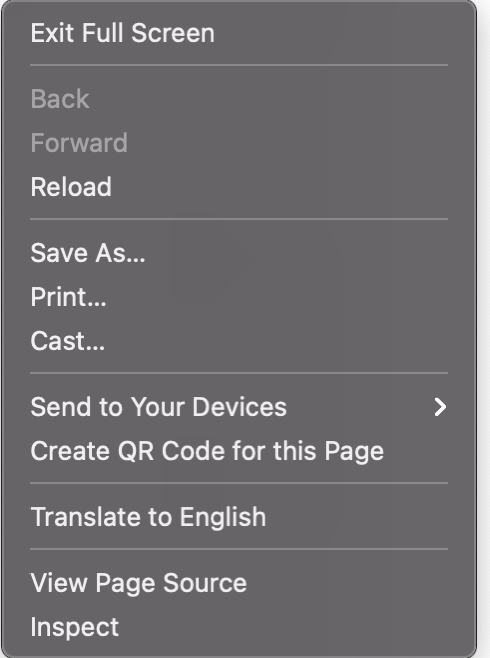 Exit Full Screen
Back
Forward
Reload
Save As...
Print...
Cast...
Send to Your Devices
Create QR Code for this Page
Translate to English
View Page Source
Inspect